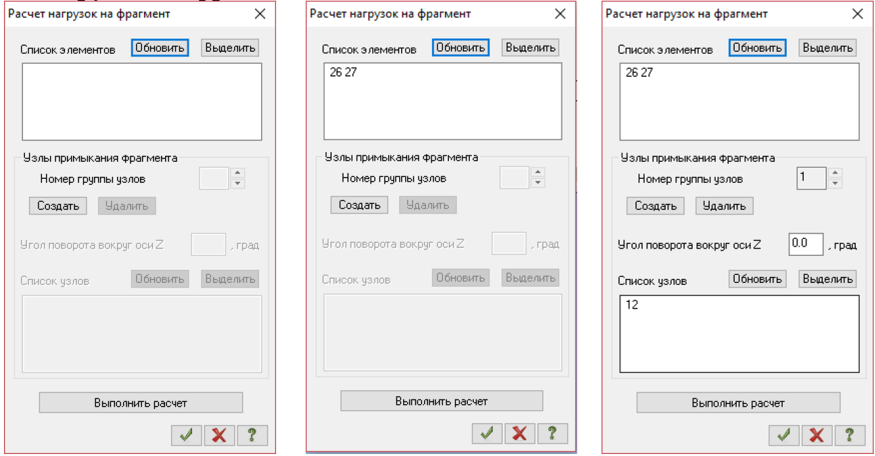 Расчет нагрузок на фрагмент
Список элементов Обновить Выделить
Узлы примыкания фрагмента
Номер группы узлов
Создать Удалить
Угол поворота вокруг оси Z , град
Список узлов Обновить Выделить
Выполнить расчет
?
Расчет нагрузок на фрагмент
Список элементов Обновить Выделить
26 27
Узлы примыкания фрагмента
Номер группы узлов
Создать Удалить
Угол поворота вокруг оси Z , град
Список узлов Обновить Выделить
Выполнить расчет
?
Расчет нагрузок на фрагмент
Список элементов Обновить Выделить
26 27
Узлы примыкания фрагмента
Номер группы узлов 1
Создать Удалить
Угол поворота вокруг оси Z 0.0 , град
Список узлов Обновить Выделить
12
Выполнить расчет
?